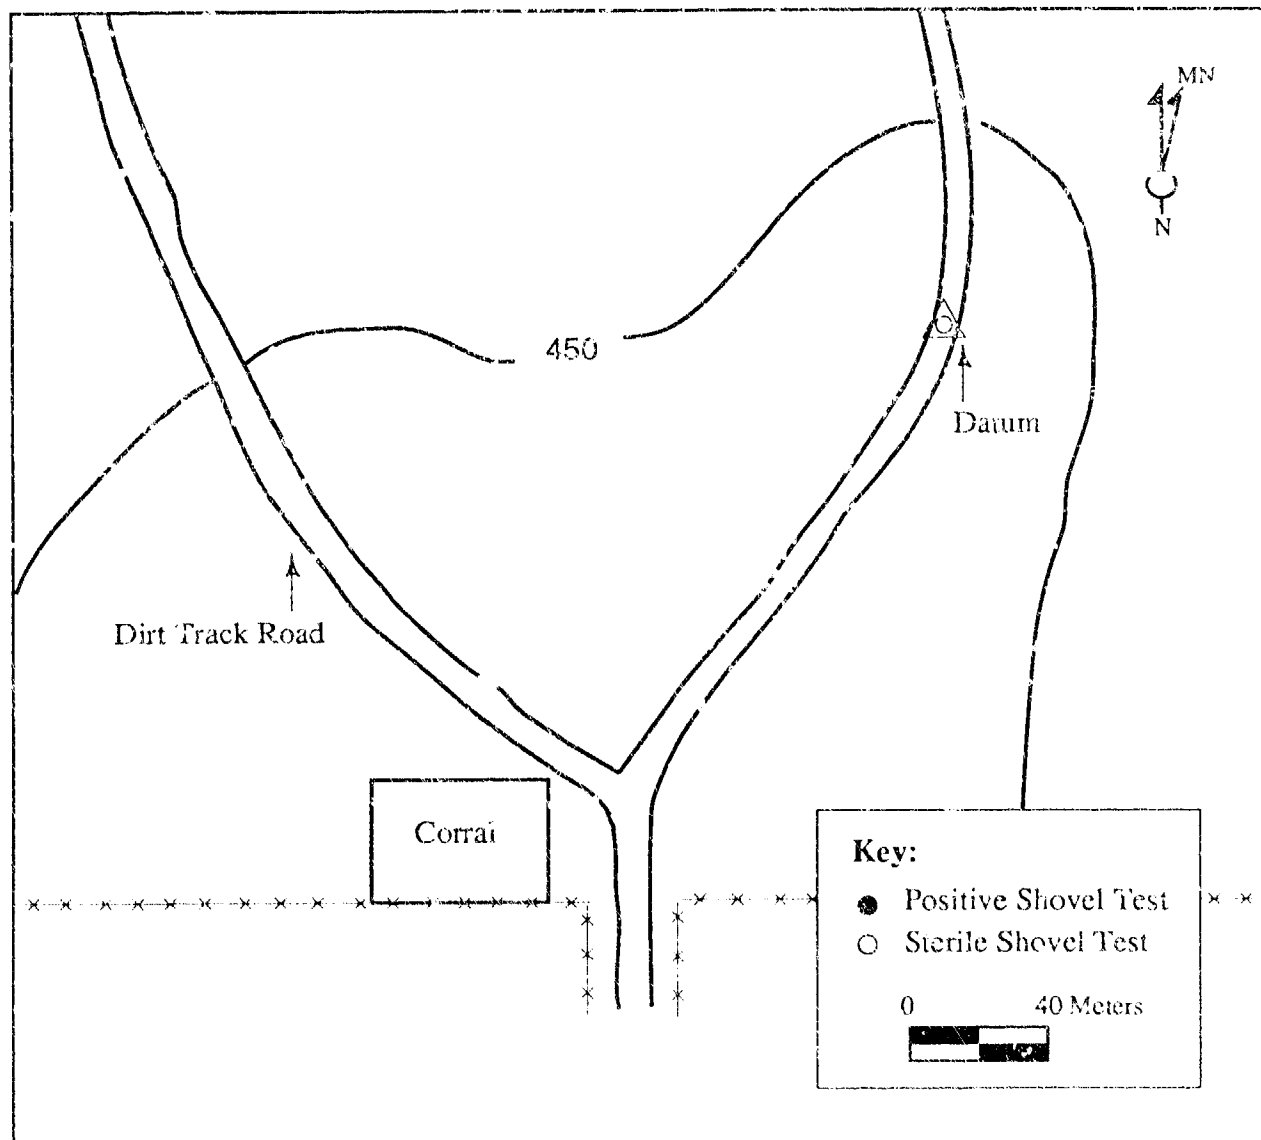 MN
N
450
Datum
Dirt Track Road
Corral
Key:
Positive Shovel Test
Sterile Shovel Test
0 40 Meters